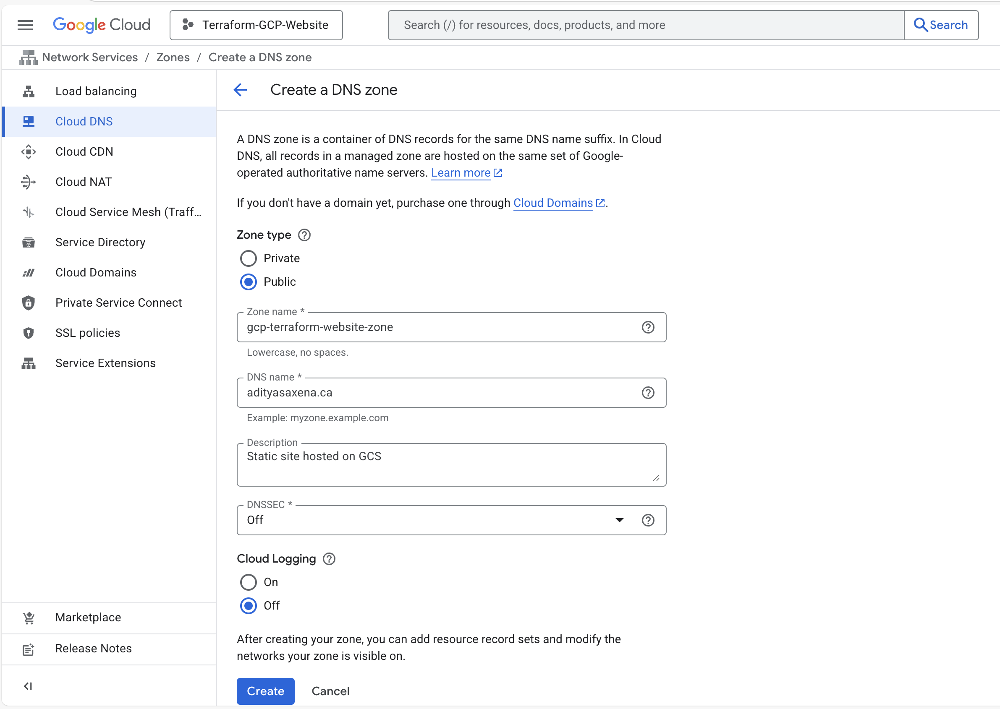 Google Cloud
Terraform-GCP-Website
Search (/) for resources, docs, products, and more
Search
Network Services / Zones / Create a DNS zone
Load balancing
Cloud DNS
Cloud CDN
Cloud NAT
Cloud Service Mesh (Traff...
Service Directory
Cloud Domains
Private Service Connect
SSL policies
Service Extensions
Marketplace
Release Notes
Create a DNS zone
A DNS zone is a container of DNS records for the same DNS name suffix. In Cloud
DNS, all records in a managed zone are hosted on the same set of Google-
operated authoritative name servers. Learn more
If you don't have a domain yet, purchase one through Cloud Domains.
Zone type
Private
Public
Zone name *
gcp-terraform-website-zone
Lowercase, no spaces.
DNS name *
adityasaxena.ca
Example: myzone.example.com
Description
Static site hosted on GCS
DNSSEC *
Off
Cloud Logging
On
Off
After creating your zone, you can add resource record sets and modify the
networks your zone is visible on.
Create
Cancel